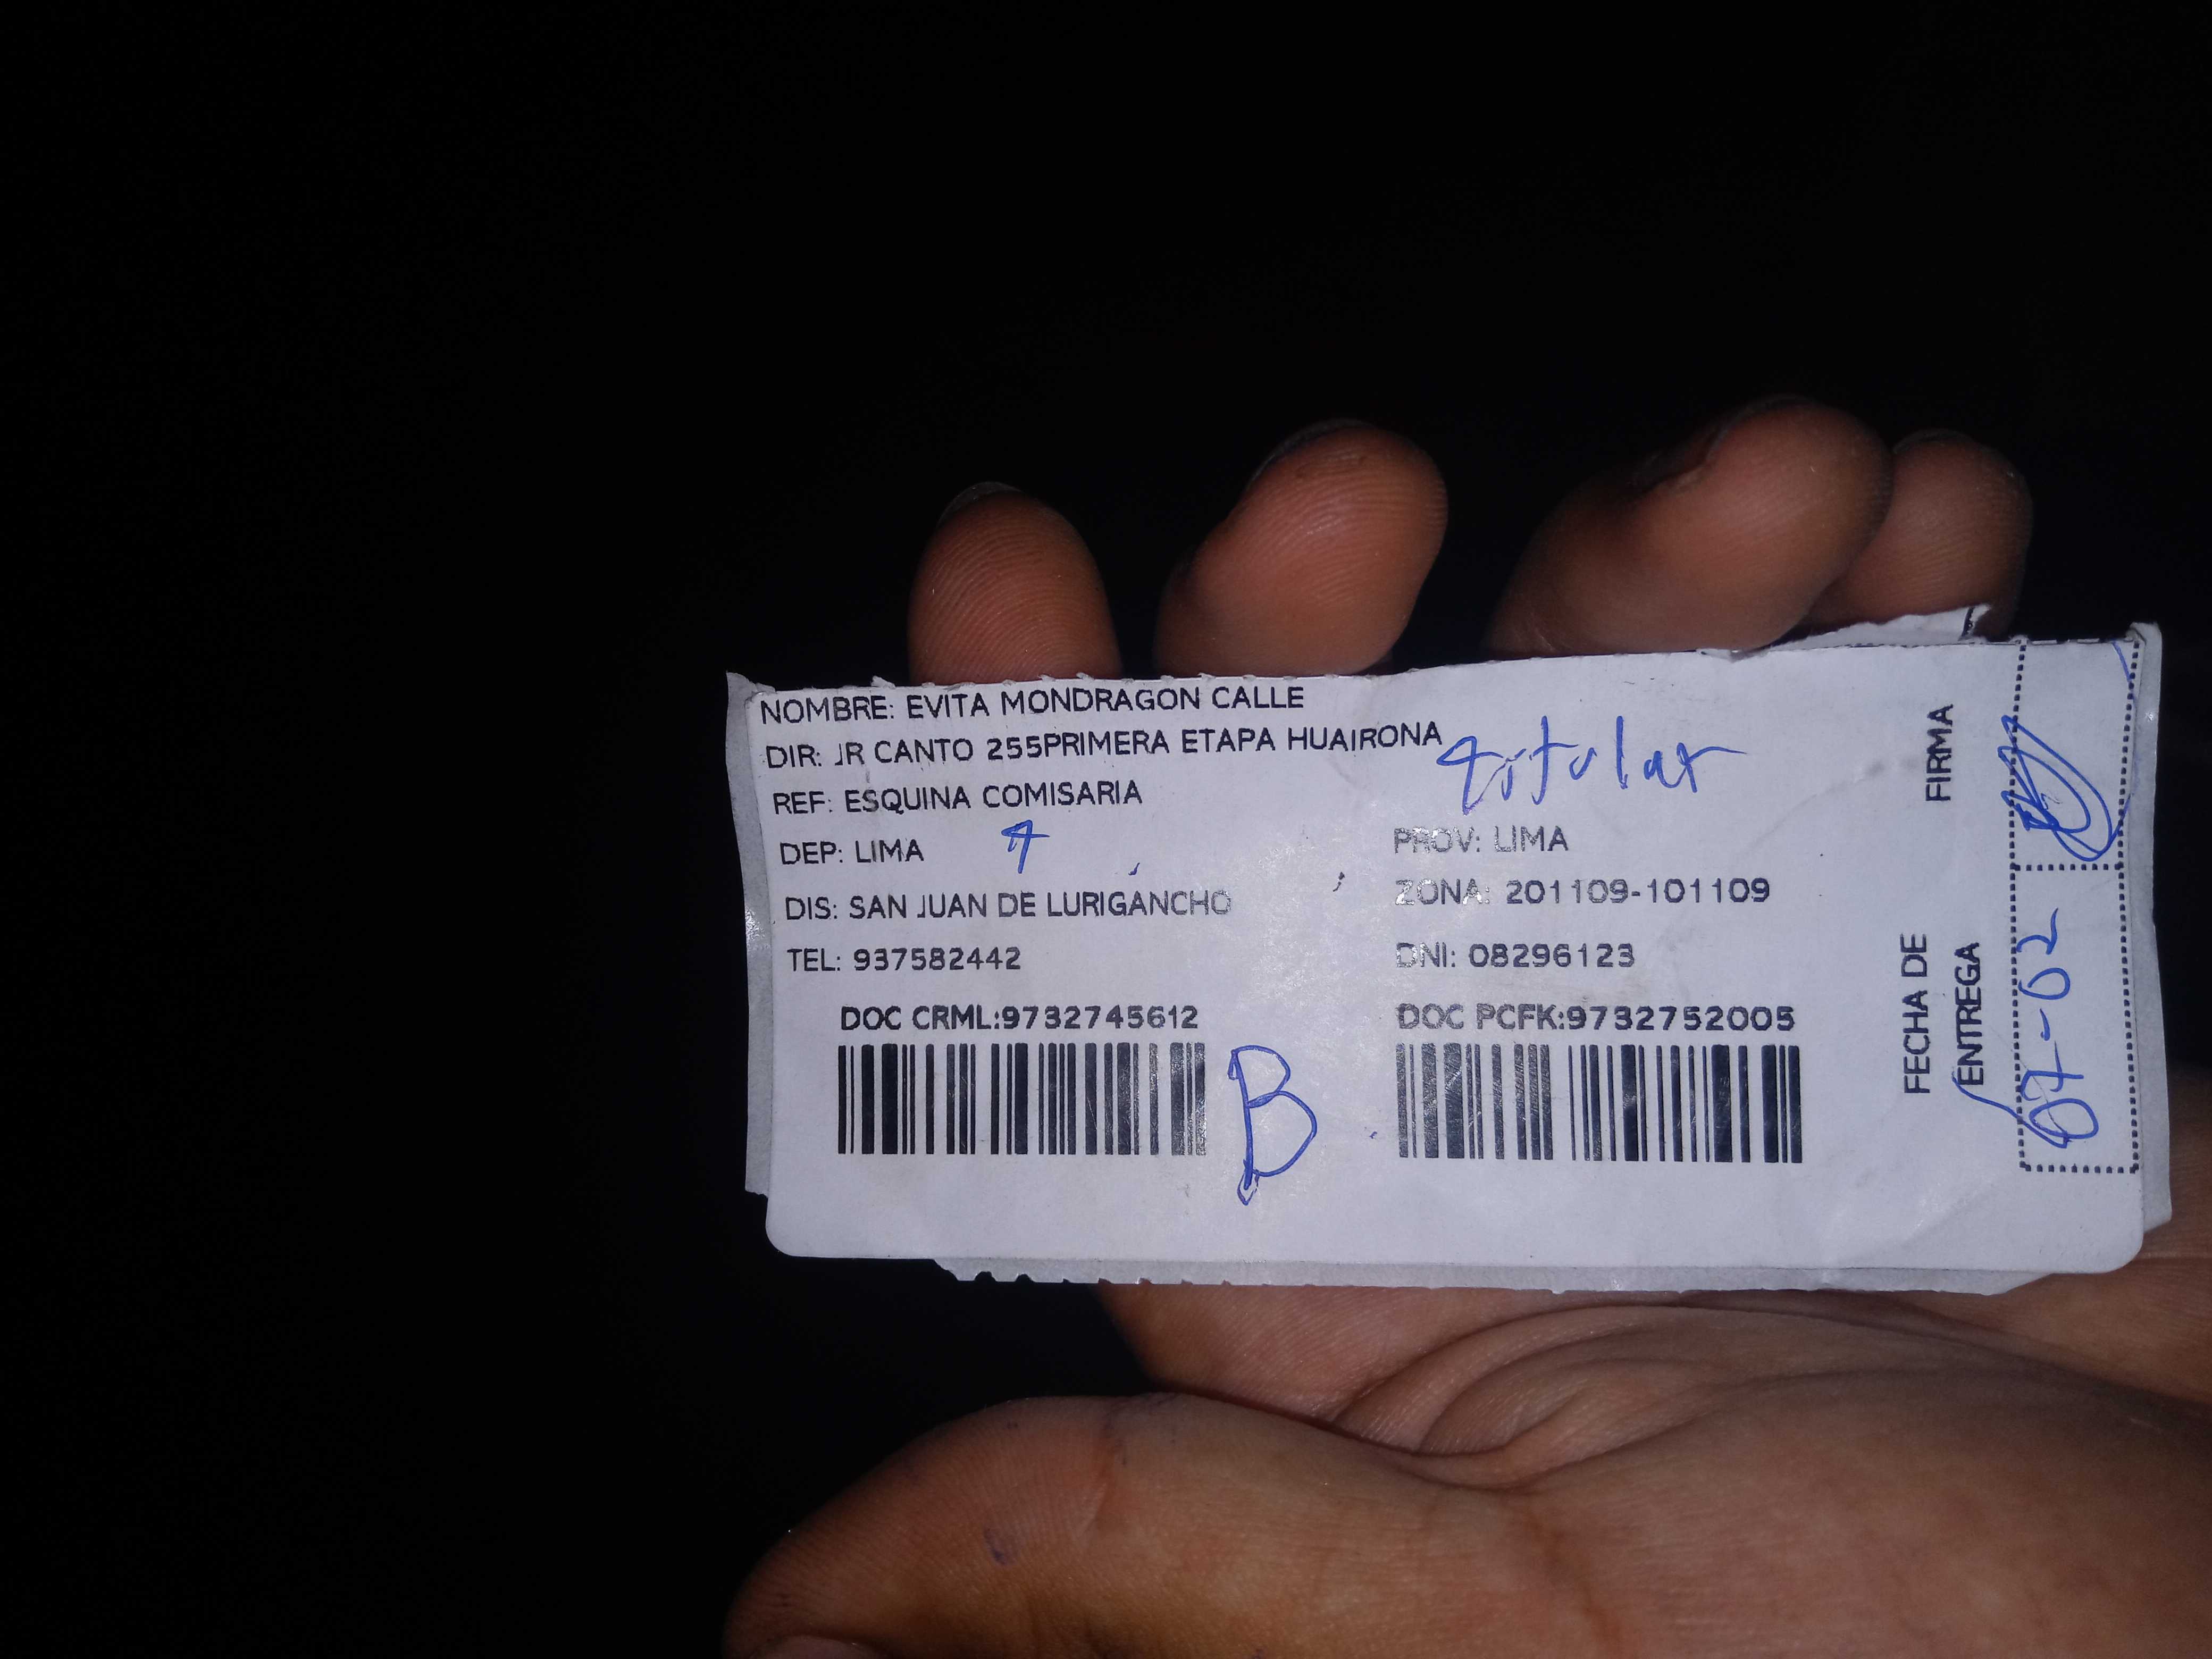 NOMBRE: EVITA MONDRAGON CALLE
DIR: JR CANTO 255PRIMERA ETAPA HUAIRONA
titular
REF: ESQUINA COMISARIA
DEP: LIMA
PROV: LIMA
DIS: SAN JUAN DE LURIGANCHO
ZONA: 201109-101109
TEL: 937582442
DNI: 08296123
DOC CRML:9732745612
DOC PCFK:9732752005
B
FIRMA
FECHA DE
ENTREGA
07-02